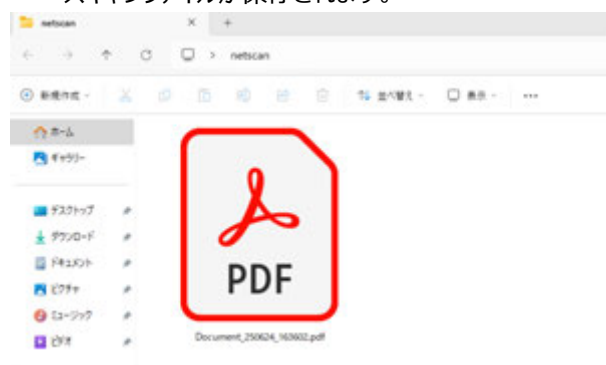 スキャンファイルが保存されます。
netscan
netscan
新規作成
並べ替え
表示
ホーム
ギャラリー
デスクトップ
ダウンロード
ドキュメント
ピクチャ
ミュージック
ビデオ
PDF
Document_250624_163602.pdf